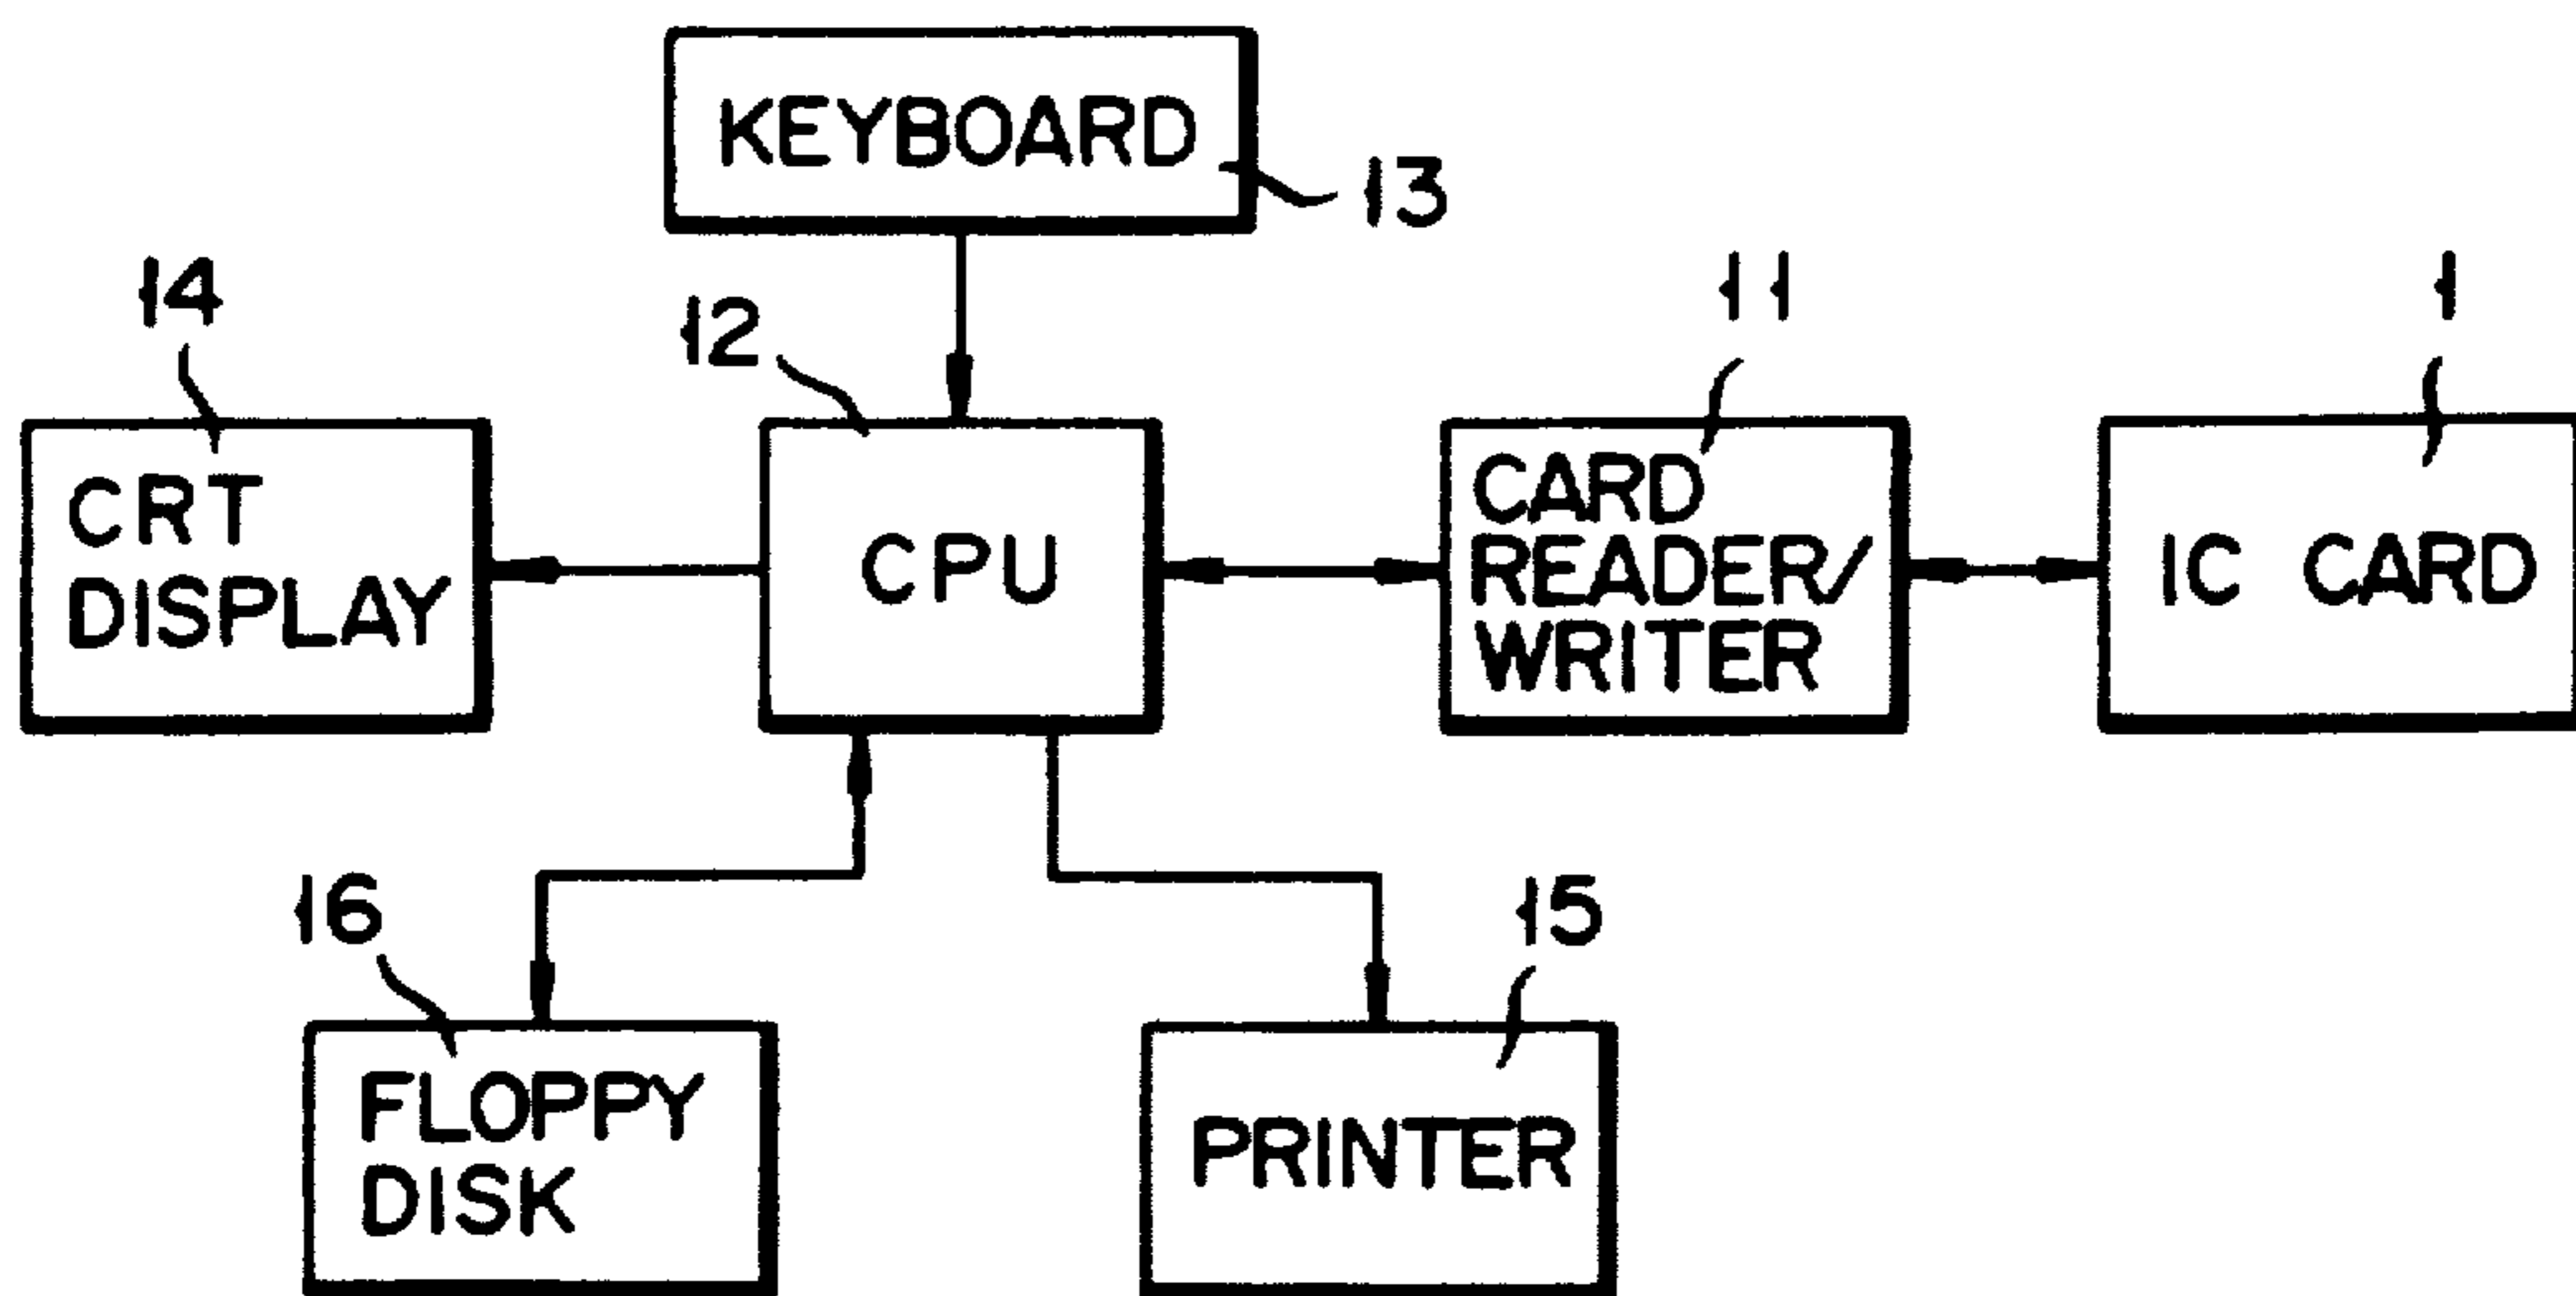 KEYBOARD
13
14
12
11
1
CRT
DISPLAY
CPU
CARD
READER/
WRITER
IC CARD
16
15
FLOPPY
DISK
PRINTER